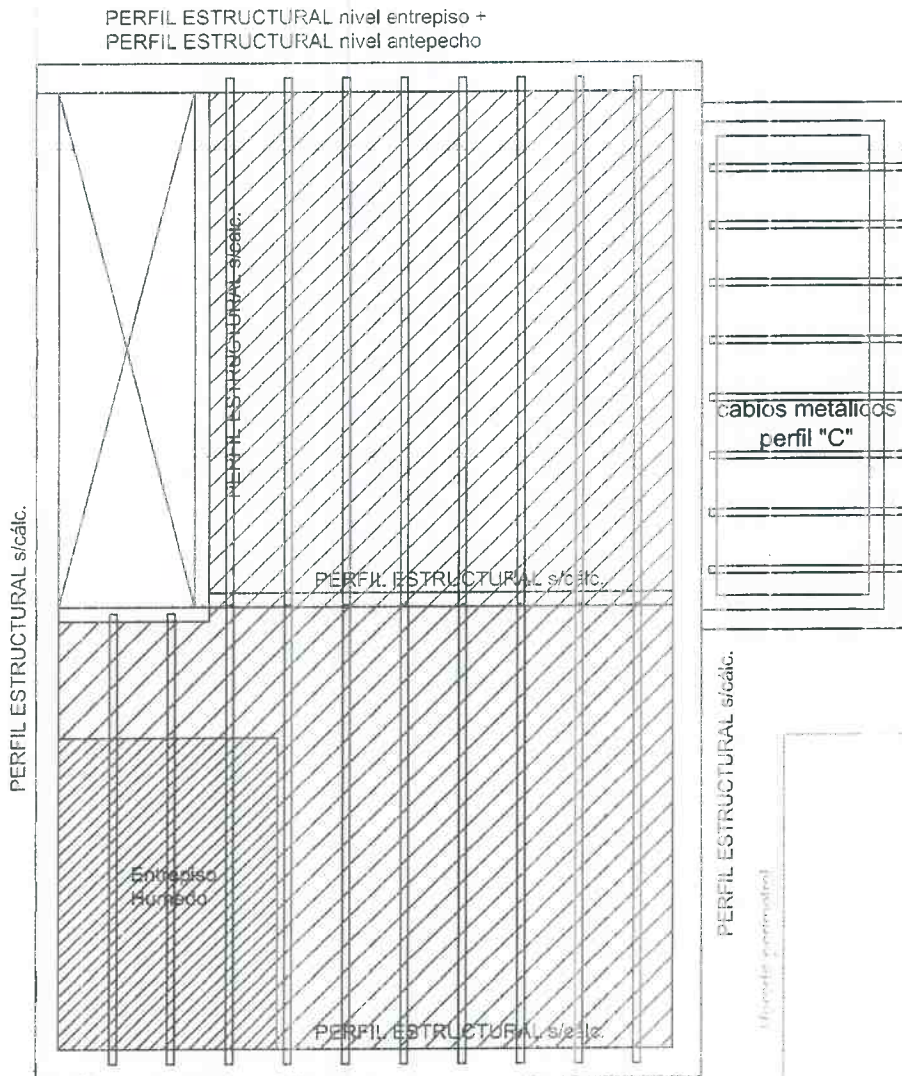 PERFIL ESTRUCTURAL nivel entrepiso +
PERFIL ESTRUCTURAL nivel antepecho
PERFIL ESTRUCTURAL s/cálc.
cabios metálicos
perfil "C"
PERFIL ESTRUCTURAL s/cálc.
PERFIL ESTRUCTURAL s/cálc.
PERFIL ESTRUCTURAL s/cálc.
Entrepiso
Humedo
PERFIL ESTRUCTURAL s/cálc.